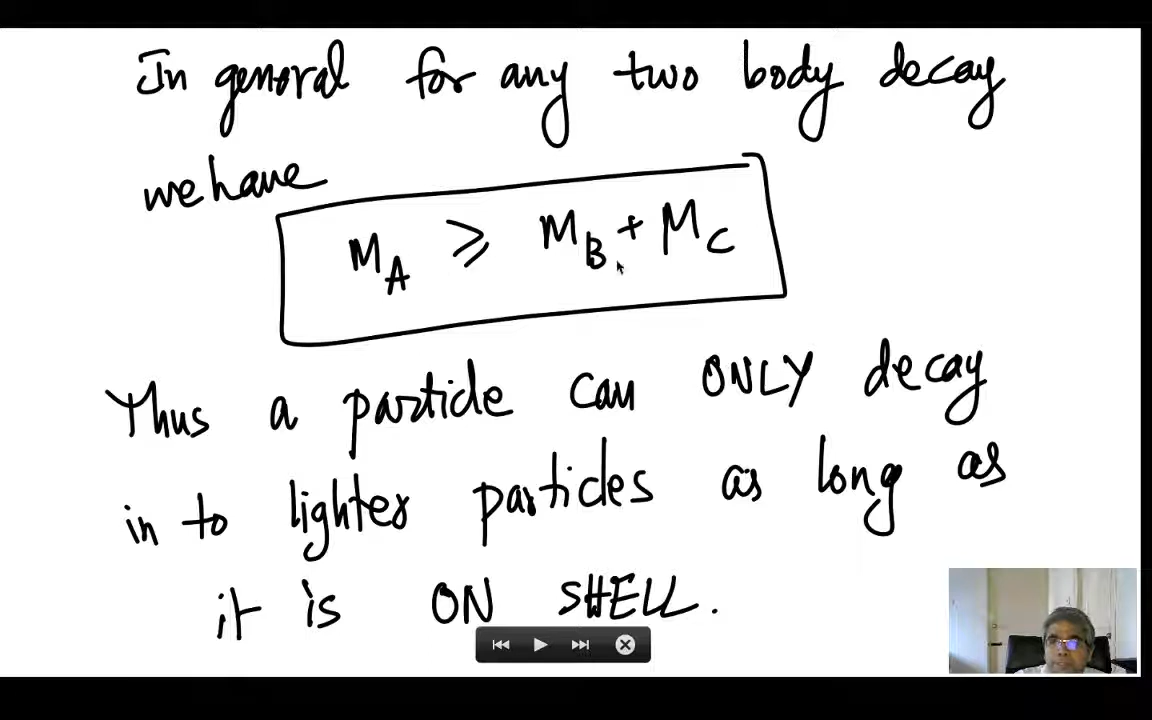 In general for any two body decay
we have
M_A ≥ M_B + M_C
Thus a particle can ONLY decay
in to lighter particles as long as
it is ON SHELL.